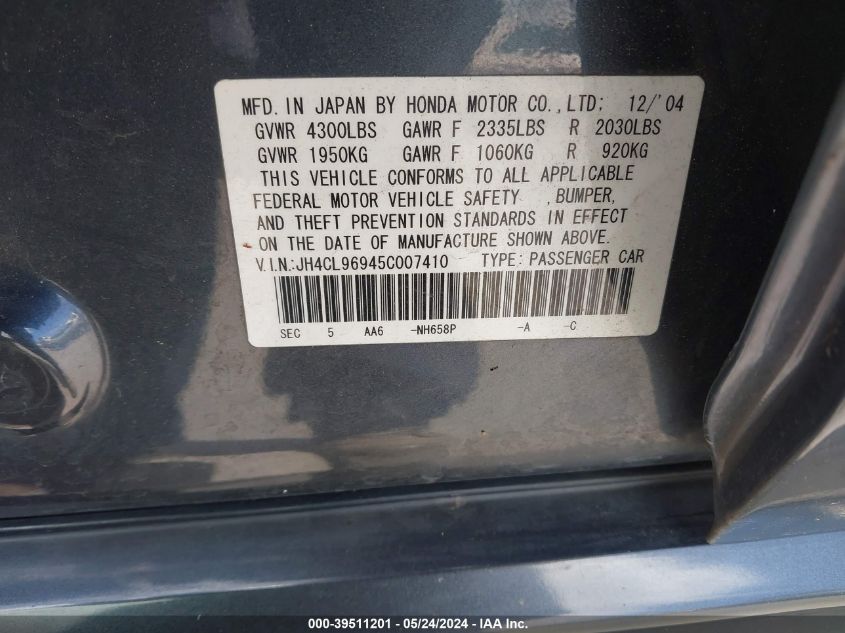 MFD. IN JAPAN BY HONDA MOTOR CO.,LTD: 12/'04
GVWR 4300LBS GAWR F 2335LBS R 2030LBS
GVWR 1950KG GAWR F 1060KG R 920KG
THIS VEHICLE CONFORMS TO ALL APPLICABLE
FEDERAL MOTOR VEHICLE SAFETY ,BUMPER,
AND THEFT PREVENTION STANDARDS IN EFFECT
ON THE DATE OF MANUFACTURE SHOWN ABOVE.
V.I.N:JH4CL96945C007410 TYPE: PASSENGER CAR
SEC 5 AA6 -NH658P -A -C
000-39511201 - 05/24/2024 - IAA Inc.